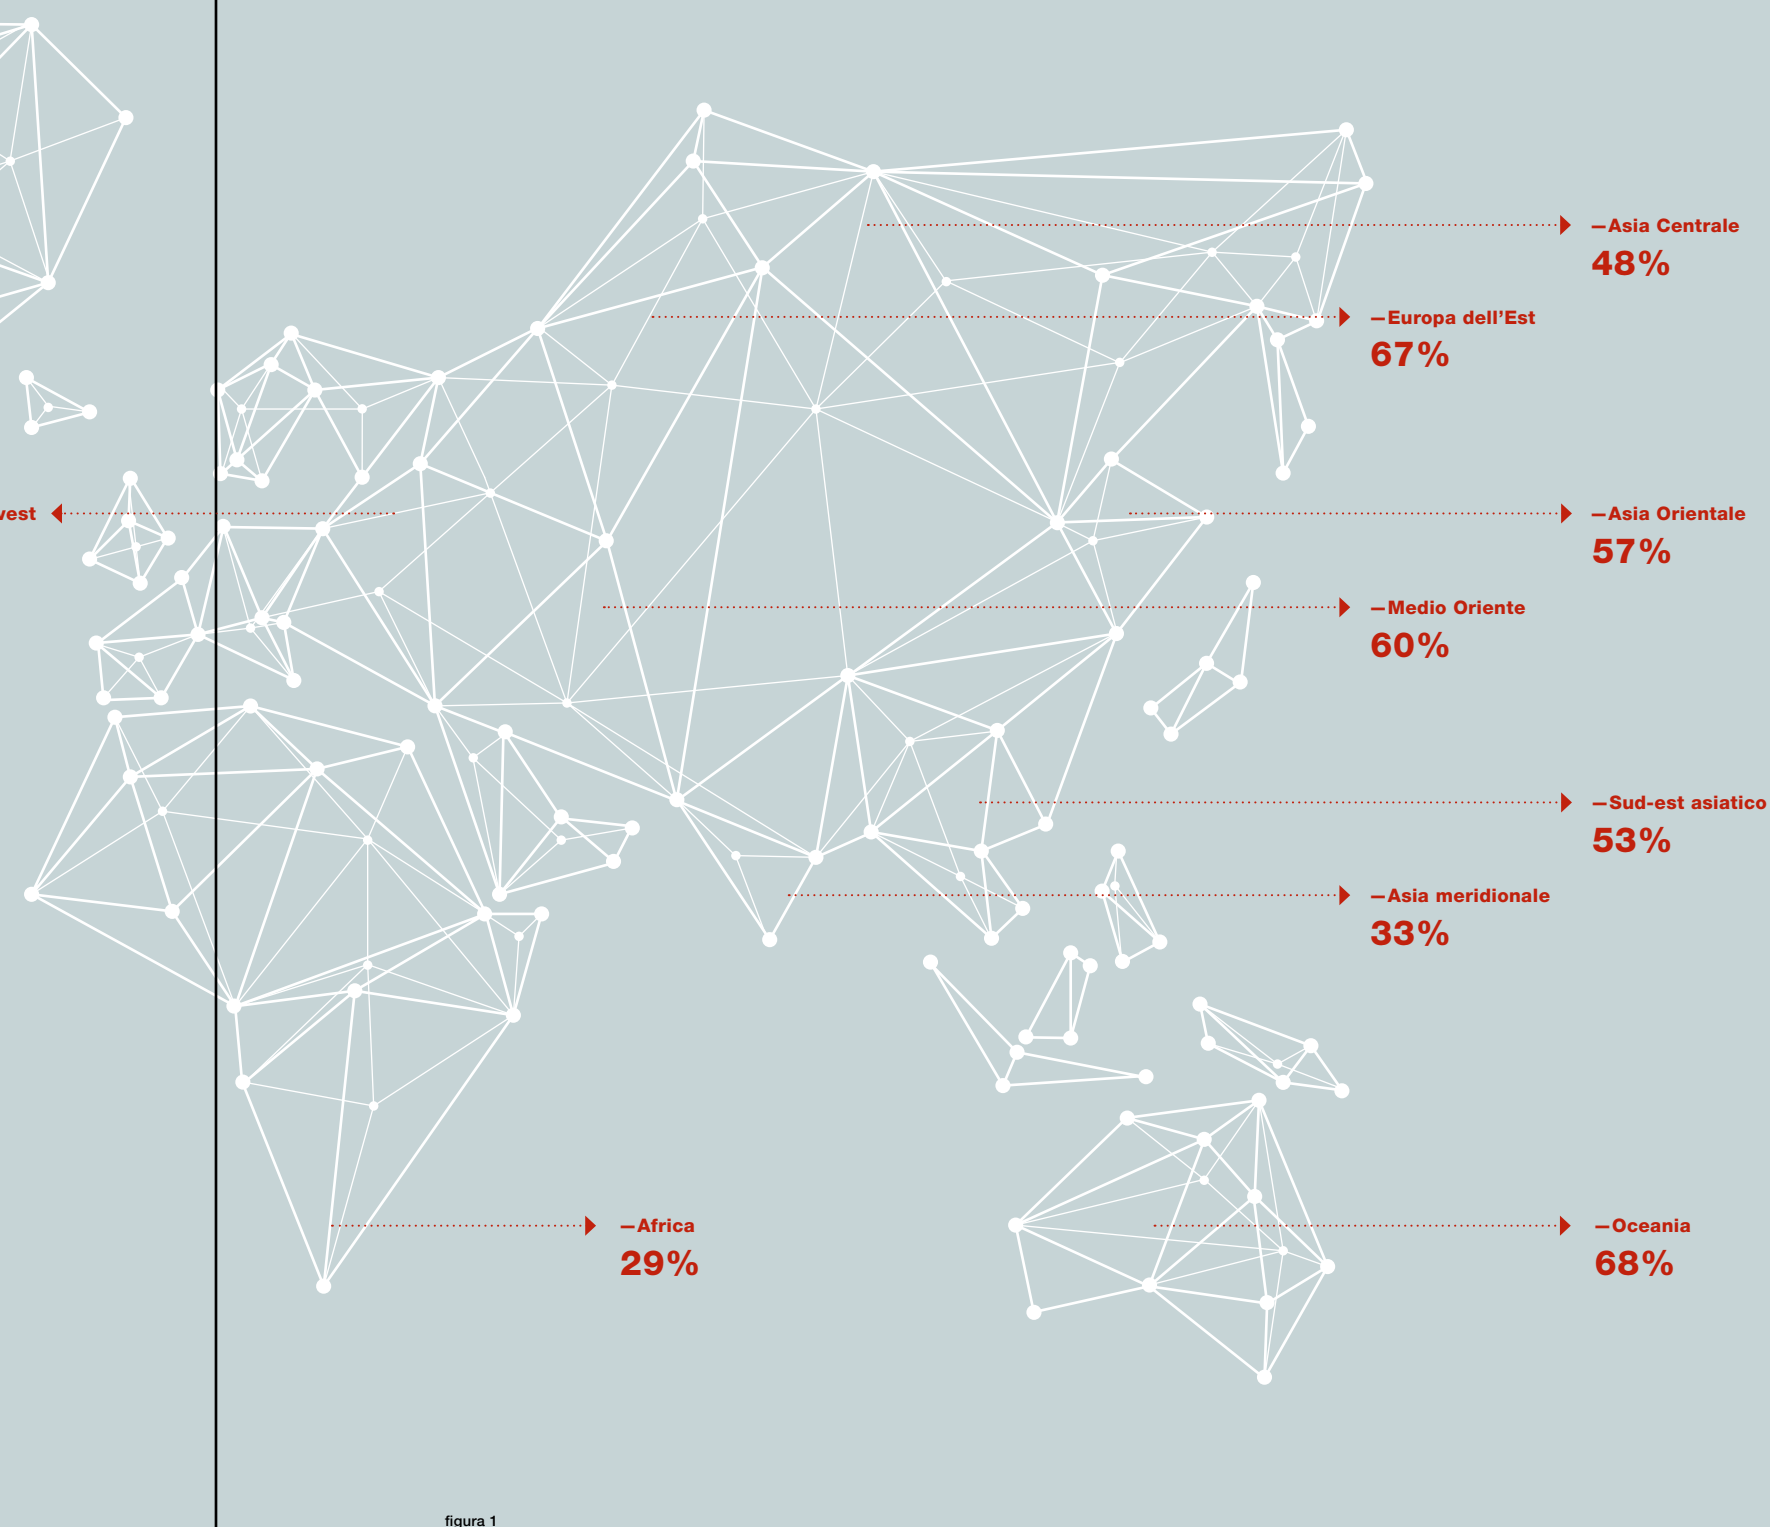 —Asia Centrale
48%
—Europa dell’Est
67%
—Asia Orientale
57%
—Medio Oriente
60%
—Sud-est asiatico
53%
—Asia meridionale
33%
—Africa
29%
—Oceania
68%
figura 1